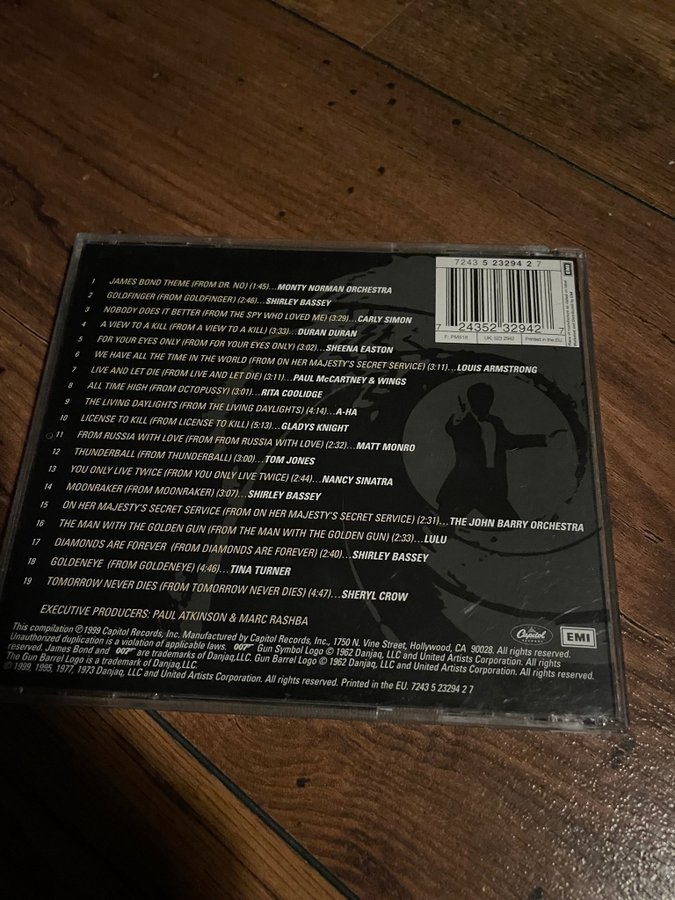 7243 5 23294 2 7
EMI
7 24352 32942 7
F: PM518 UK: 523 2942 Printed in the EU
1 JAMES BOND THEME (FROM DR. NO) (1:45)...MONTY NORMAN ORCHESTRA
2 GOLDFINGER (FROM GOLDFINGER) (2:46)...SHIRLEY BASSEY
3 NOBODY DOES IT BETTER (FROM THE SPY WHO LOVED ME) (3:29)...CARLY SIMON
4 A VIEW TO A KILL (FROM A VIEW TO A KILL) (3:33)...DURAN DURAN
5 FOR YOUR EYES ONLY (FROM FOR YOUR EYES ONLY) (3:02)...SHEENA EASTON
6 WE HAVE ALL THE TIME IN THE WORLD (FROM ON HER MAJESTY'S SECRET SERVICE) (3:11)...LOUIS ARMSTRONG
7 LIVE AND LET DIE (FROM LIVE AND LET DIE) (3:11)...PAUL McCARTNEY & WINGS
8 ALL TIME HIGH (FROM OCTOPUSSY) (3:01)...RITA COOLIDGE
9 THE LIVING DAYLIGHTS (FROM THE LIVING DAYLIGHTS) (4:14)...A-HA
10 LICENSE TO KILL (FROM LICENSE TO KILL) (5:13)...GLADYS KNIGHT
11 FROM RUSSIA WITH LOVE (FROM FROM RUSSIA WITH LOVE) (2:32)...MATT MONRO
12 THUNDERBALL (FROM THUNDERBALL) (3:00)...TOM JONES
13 YOU ONLY LIVE TWICE (FROM YOU ONLY LIVE TWICE) (2:44)...NANCY SINATRA
14 MOONRAKER (FROM MOONRAKER) (3:07)...SHIRLEY BASSEY
15 ON HER MAJESTY'S SECRET SERVICE (FROM ON HER MAJESTY'S SECRET SERVICE) (2:31)...THE JOHN BARRY ORCHESTRA
16 THE MAN WITH THE GOLDEN GUN (FROM THE MAN WITH THE GOLDEN GUN) (2:33)...LULU
17 DIAMONDS ARE FOREVER (FROM DIAMONDS ARE FOREVER) (2:40)...SHIRLEY BASSEY
18 GOLDENEYE (FROM GOLDENEYE) (4:46)...TINA TURNER
19 TOMORROW NEVER DIES (FROM TOMORROW NEVER DIES) (4:47)...SHERYL CROW
EXECUTIVE PRODUCERS: PAUL ATKINSON & MARC RASHBA
Capitol
RECORDS
EMI
This compilation ℗1999 Capitol Records, Inc. Manufactured by Capitol Records, Inc., 1750 N. Vine Street, Hollywood, CA 90028. All rights reserved.
Unauthorized duplication is a violation of applicable laws. 007 Gun Symbol Logo © 1962 Danjaq, LLC and United Artists Corporation. All rights
reserved. James Bond and 007 are trademarks of Danjaq,LLC. Gun Barrel Logo © 1962 Danjaq, LLC and United Artists Corporation. All rights reserved.
The Gun Barrel Logo is a trademark of Danjaq,LLC.
© 1999, 1995, 1977, 1973 Danjaq, LLC and United Artists Corporation. All rights reserved. Printed in the EU. 7243 5 23294 2 7